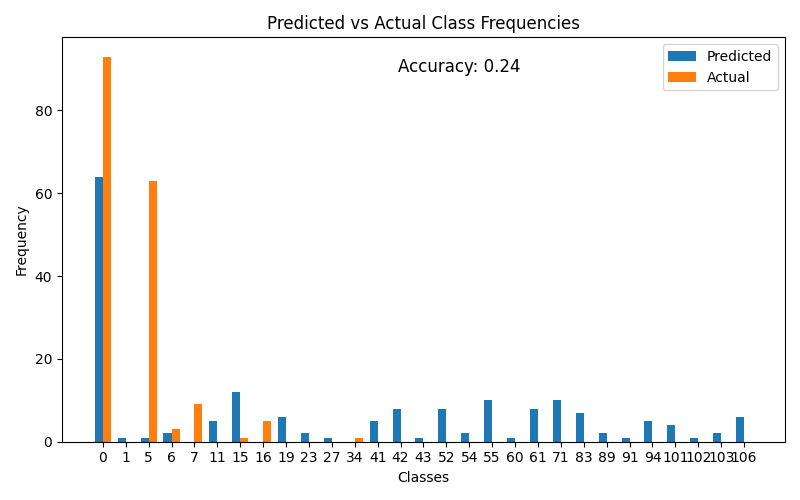 Predicted vs Actual Class Frequencies
Accuracy: 0.24
Predicted
Actual
Frequency
80
60
40
20
0
0 1 5 6 7 11 15 16 19 23 27 34 41 42 43 52 54 55 60 61 71 83 89 91 94 101 102 103 106
Classes